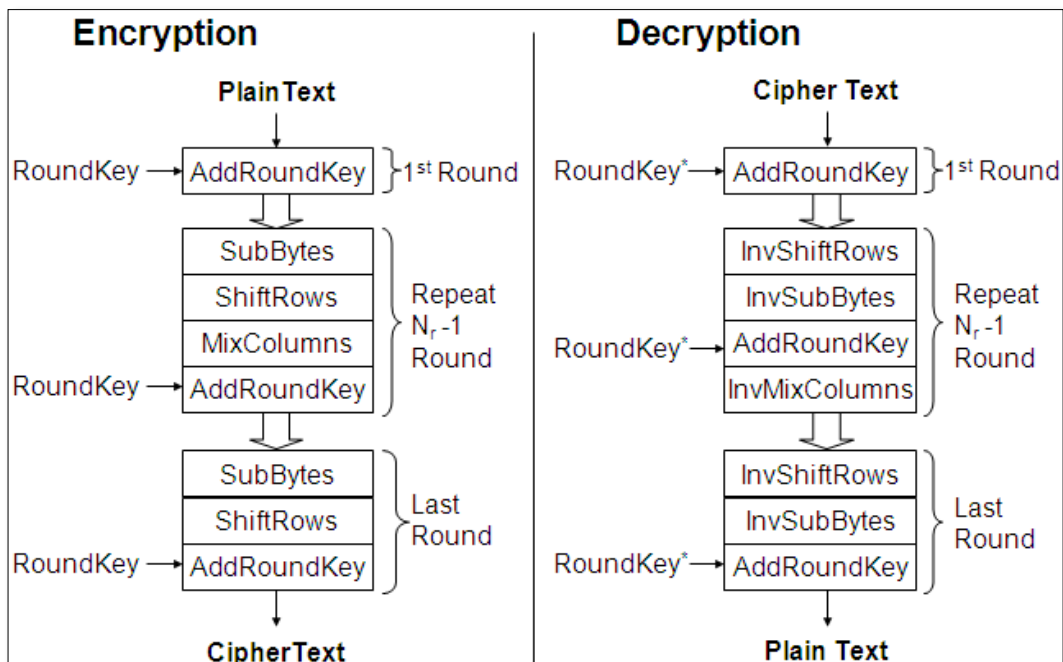 Encryption
PlainText
RoundKey
AddRoundKey
1st Round
SubBytes
ShiftRows
MixColumns
RoundKey
AddRoundKey
Repeat
Nr -1
Round
SubBytes
ShiftRows
RoundKey
AddRoundKey
Last
Round
CipherText
Decryption
Cipher Text
RoundKey*
AddRoundKey
1st Round
InvShiftRows
InvSubBytes
RoundKey*
AddRoundKey
InvMixColumns
Repeat
Nr -1
Round
InvShiftRows
InvSubBytes
RoundKey*
AddRoundKey
Last
Round
Plain Text